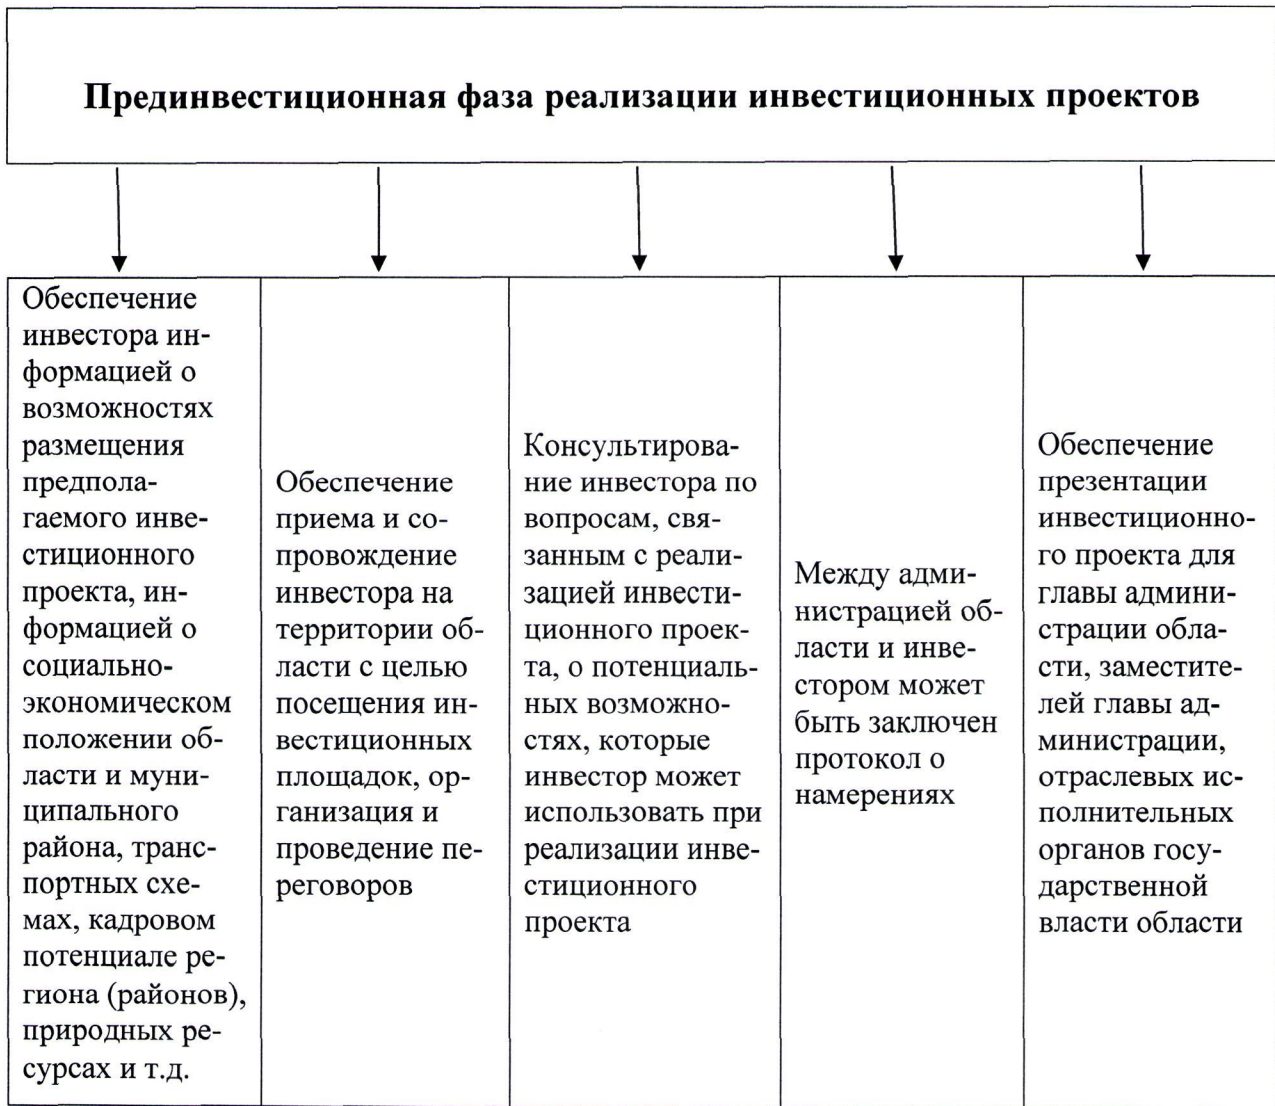 Прединвестиционная фаза реализации инвестиционных проектов
Обеспечение
инвестора ин-
формацией о
возможностях
размещения
предпола-
гаемого инве-
стиционного
проекта, ин-
формацией о
социально-
экономическом
положении об-
ласти и муни-
ципального
района, транс-
портных схе-
мах, кадровом
потенциале ре-
гиона (районов),
природных ре-
сурсах и т.д.
Обеспечение
приема и со-
провождение
инвестора на
территории об-
ласти с целью
посещения ин-
вестиционных
площадок, ор-
ганизация и
проведение пе-
реговоров
Консультирова-
ние инвестора по
вопросам, свя-
занным с реали-
зацией инвести-
ционного проек-
та, о потенциаль-
ных возможно-
стях, которые
инвестор может
использовать при
реализации инве-
стиционного
проекта
Между адми-
нистрацией об-
ласти и инве-
стором может
быть заключен
протокол о
намерениях
Обеспечение
презентации
инвестиционно-
го проекта для
главы админи-
страции обла-
сти, заместите-
лей главы ад-
министрации,
отраслевых ис-
полнительных
органов госу-
дарственной
власти области